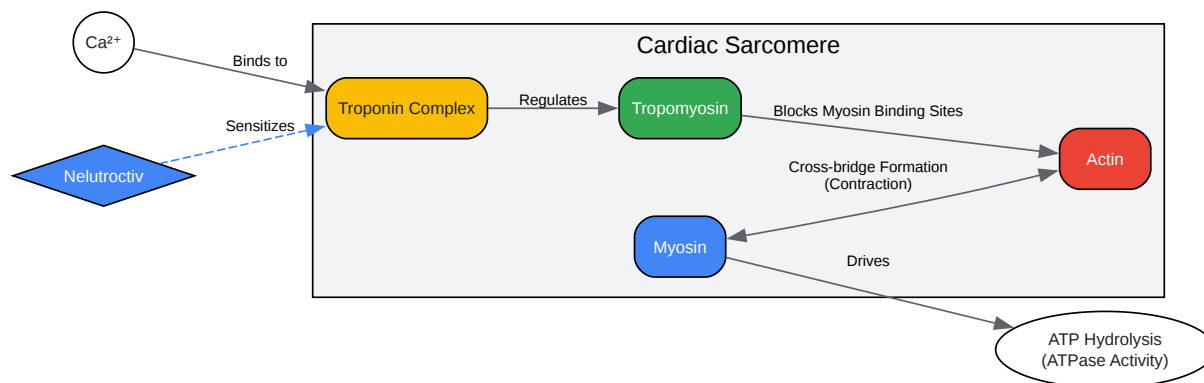 Cardiac Sarcomere
Ca²⁺
Binds to
Troponin Complex
Regulates
Tropomyosin
Blocks Myosin Binding Sites
Sensitizes
Nelutroctiv
Actin
Cross-bridge Formation
(Contraction)
Myosin
Drives
ATP Hydrolysis
(ATPase Activity)